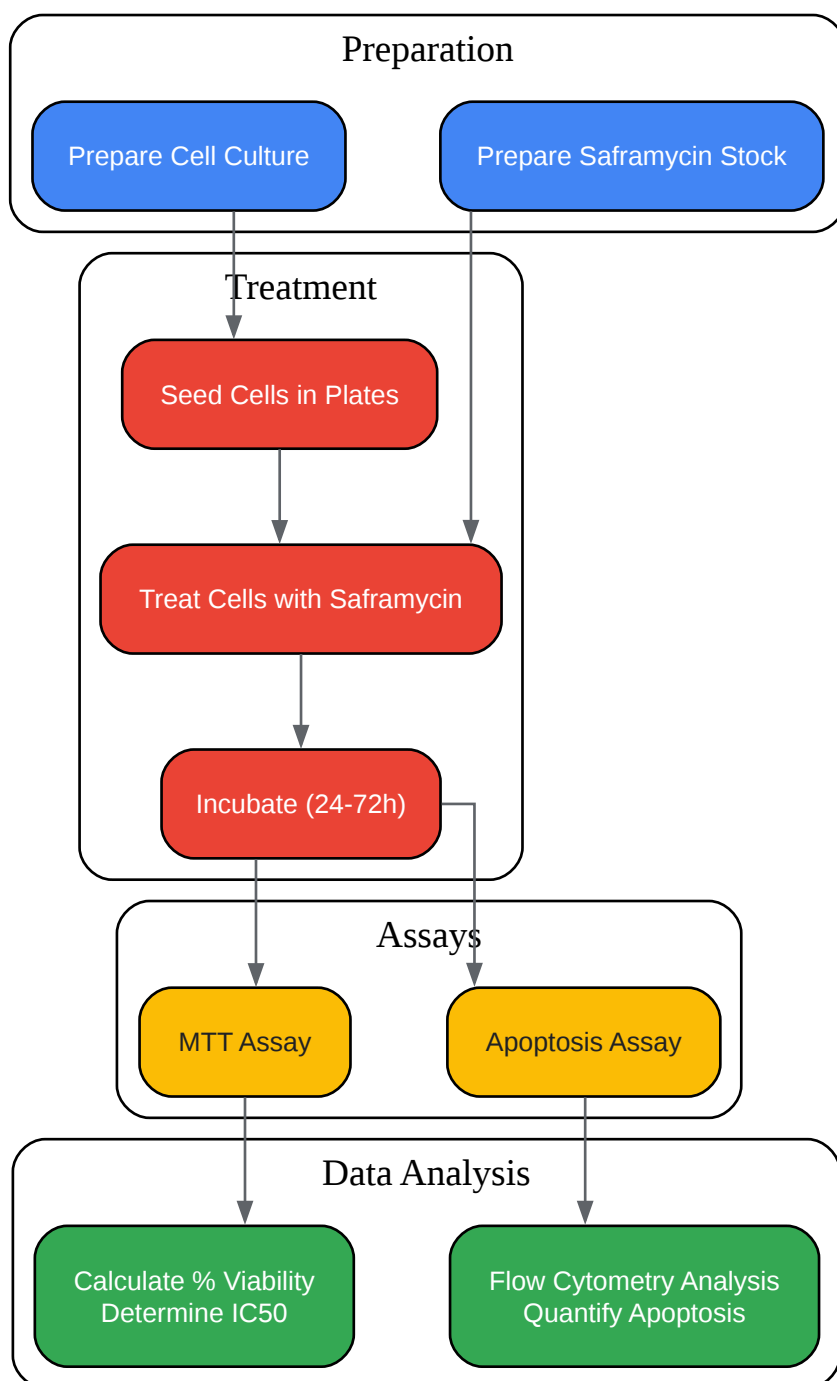 Preparation
Prepare Cell Culture
Prepare Saframycin Stock
Treatment
Seed Cells in Plates
Treat Cells with Saframycin
Incubate (24-72h)
Assays
MTT Assay
Apoptosis Assay
Data Analysis
Calculate % Viability
Determine IC50
Flow Cytometry Analysis
Quantify Apoptosis